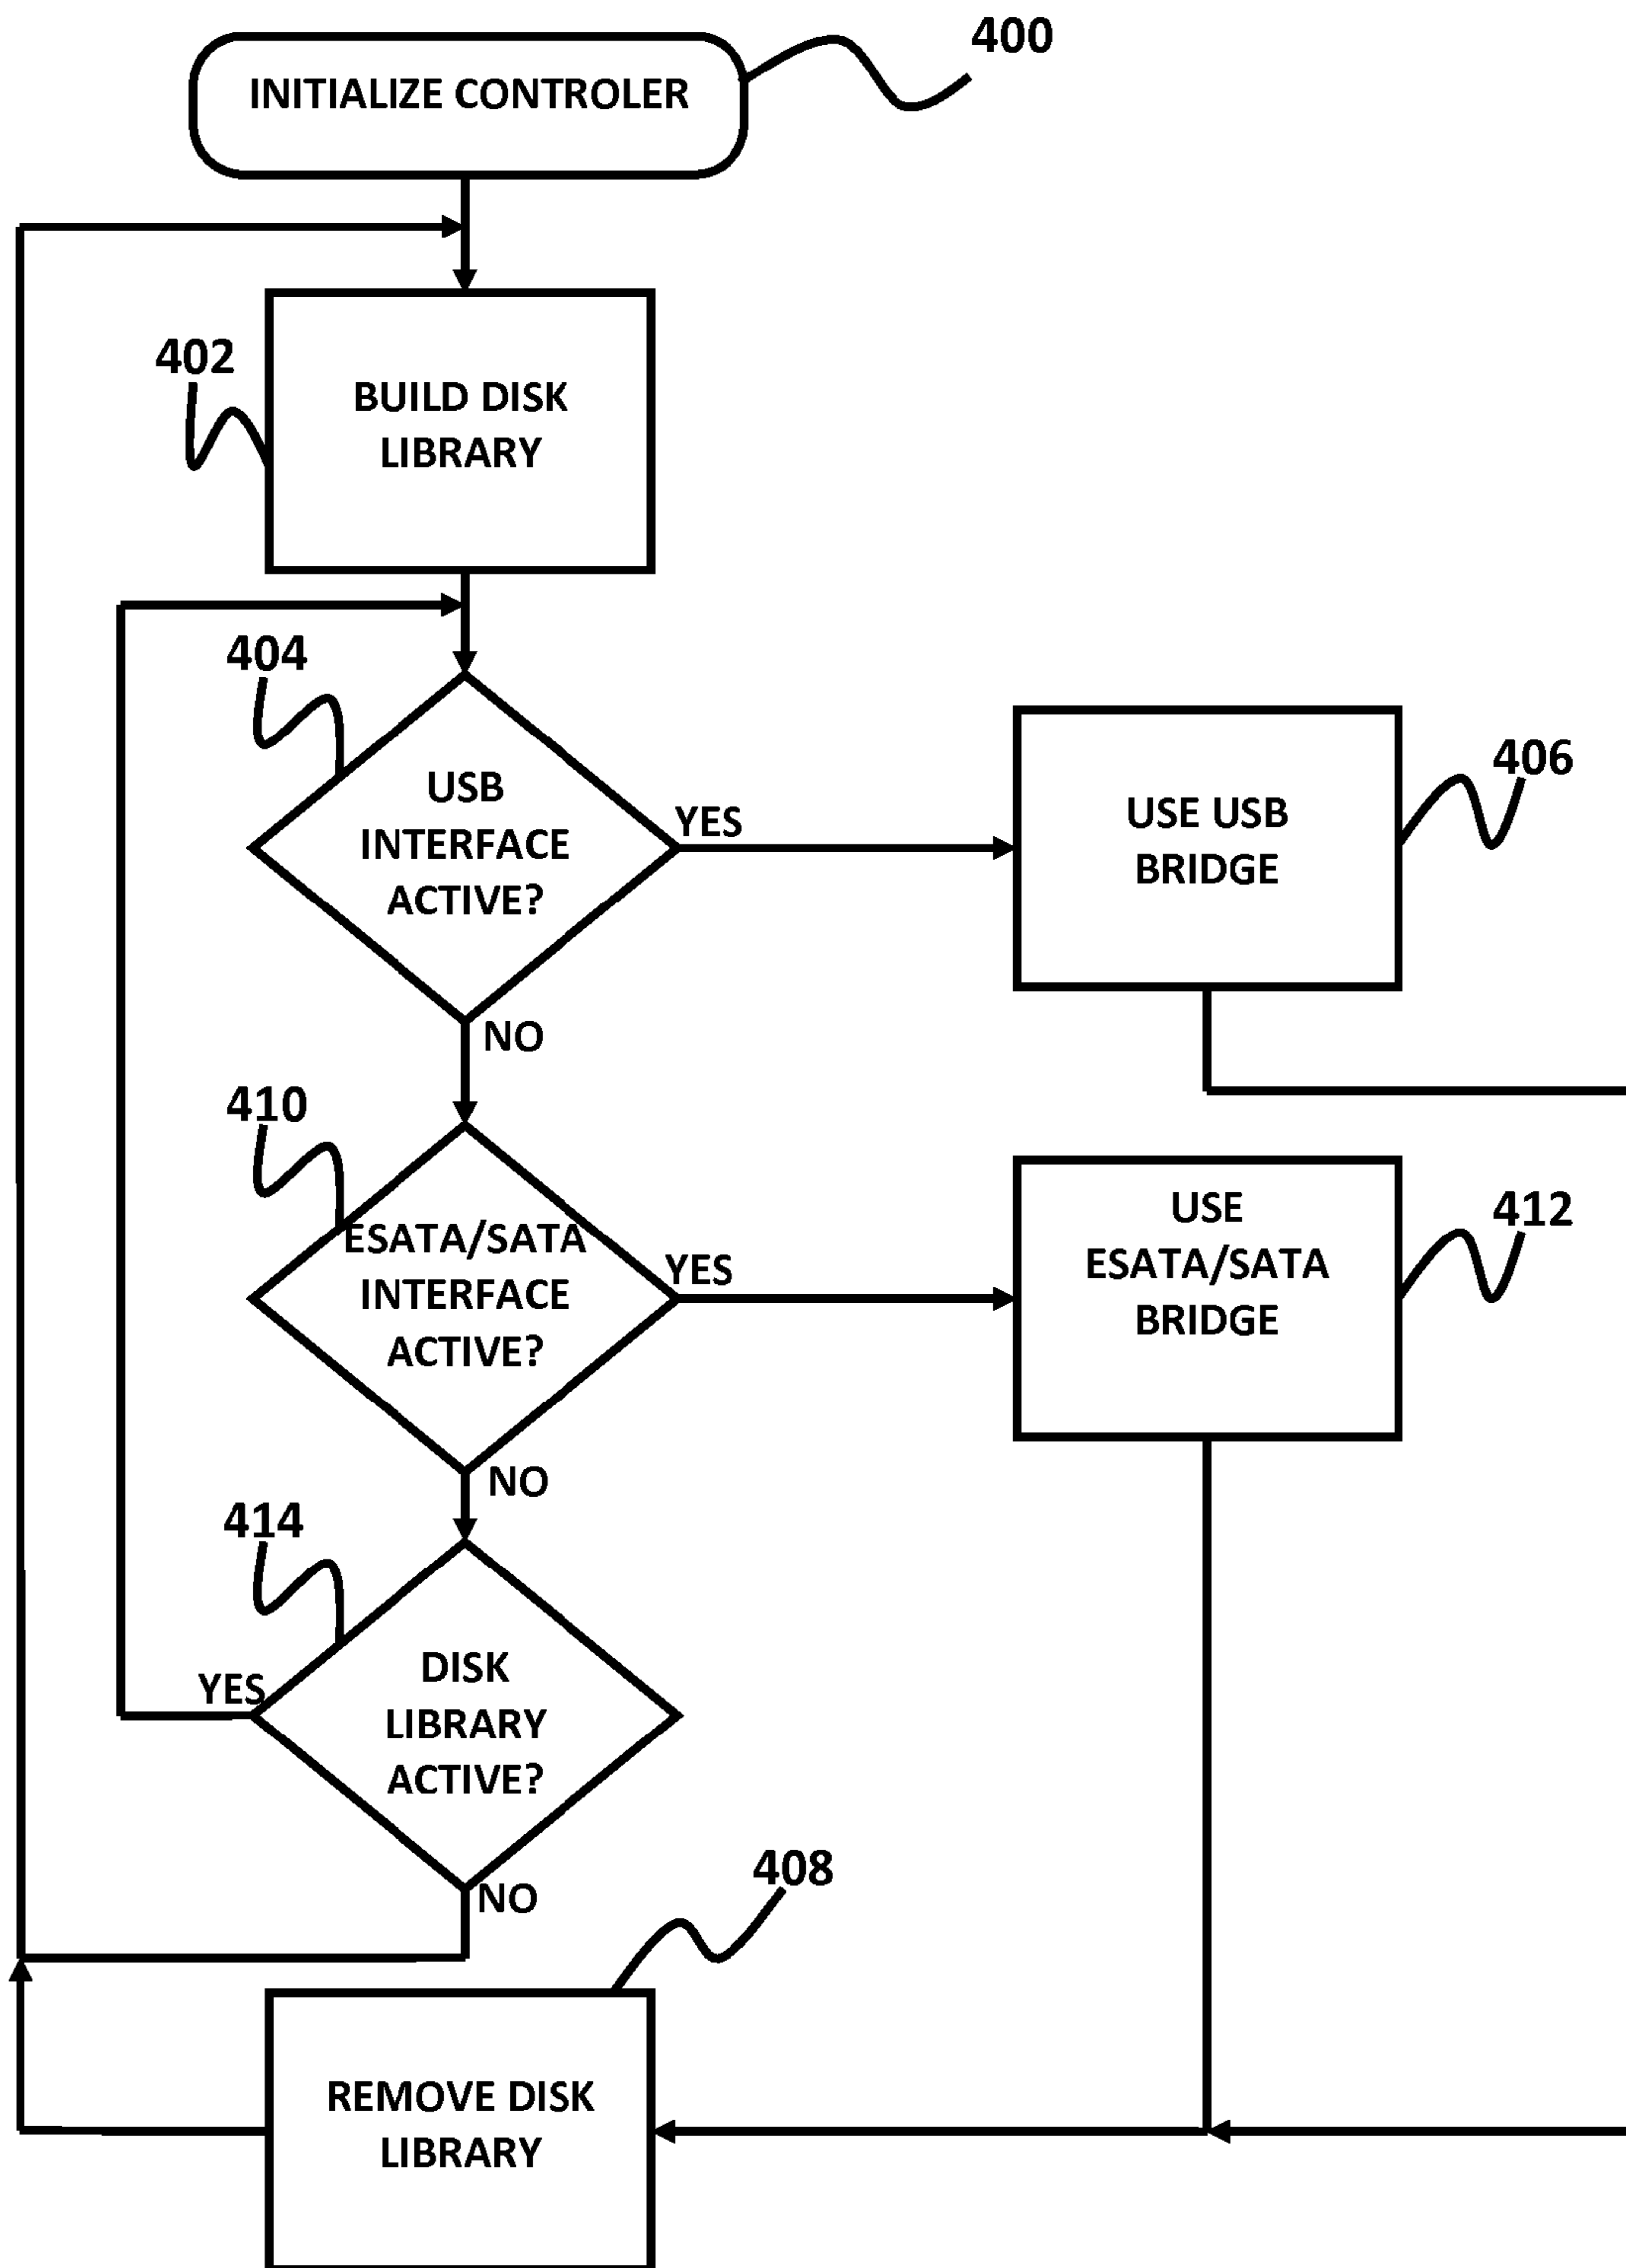 400
INITIALIZE CONTROLER
402
BUILD DISK
LIBRARY
404
USB
INTERFACE
ACTIVE?
YES
USE USB
BRIDGE
406
NO
410
ESATA/SATA
INTERFACE
ACTIVE?
YES
USE
ESATA/SATA
BRIDGE
412
NO
414
YES
DISK
LIBRARY
ACTIVE?
NO
408
REMOVE DISK
LIBRARY